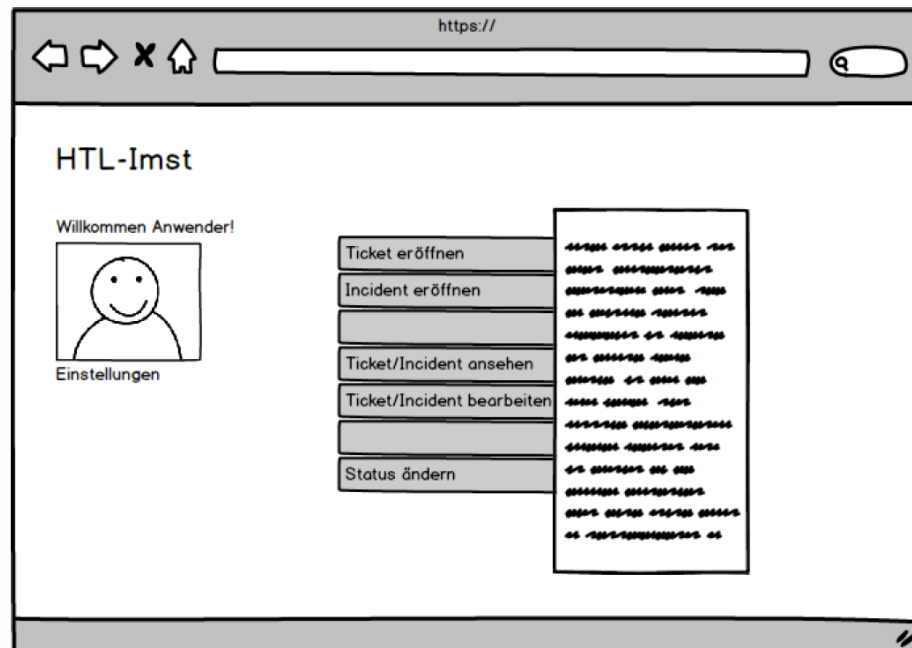 https://
HTL-Imst
Willkommen Anwender!
Einstellungen
Ticket eröffnen
Incident eröffnen
Ticket/Incident ansehen
Ticket/Incident bearbeiten
Status ändern